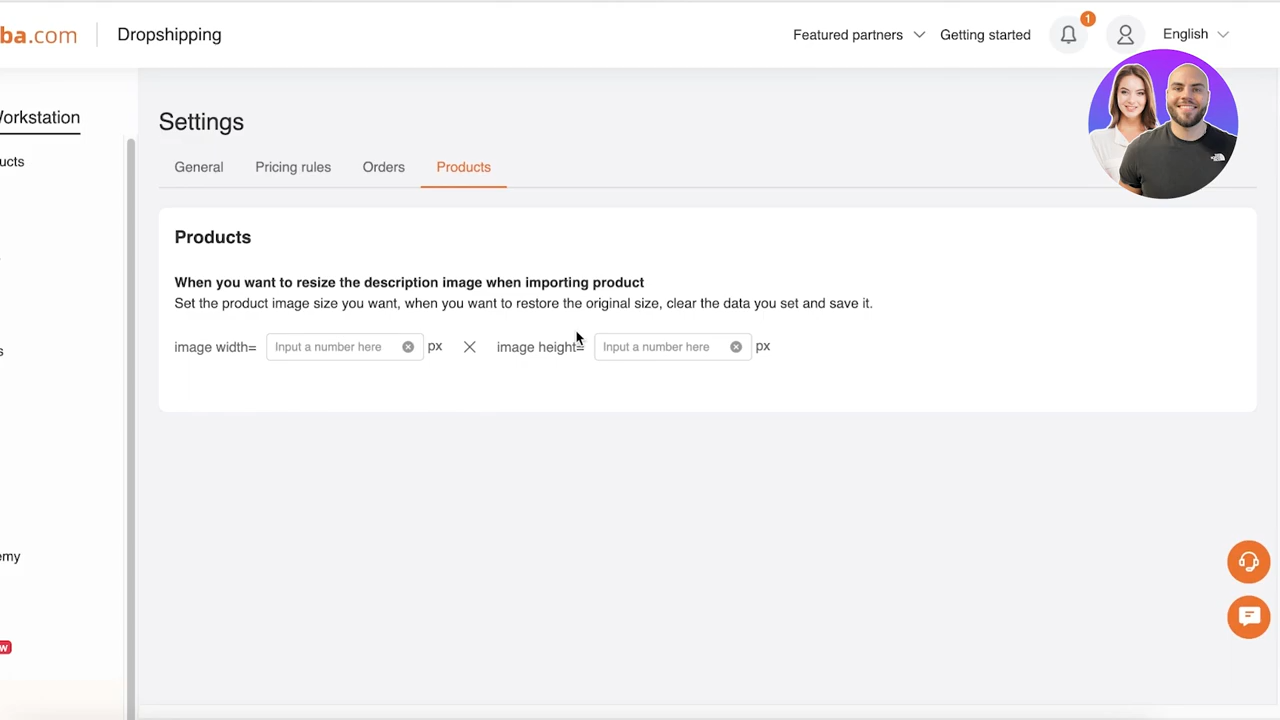 ba.com Dropshipping Featured partners Getting started 1 English
orkstation
Settings
ucts
General Pricing rules Orders Products
Products
When you want to resize the description image when importing product
Set the product image size you want, when you want to restore the original size, clear the data you set and save it.
image width= Input a number here px image height= Input a number here px
s
emy
w